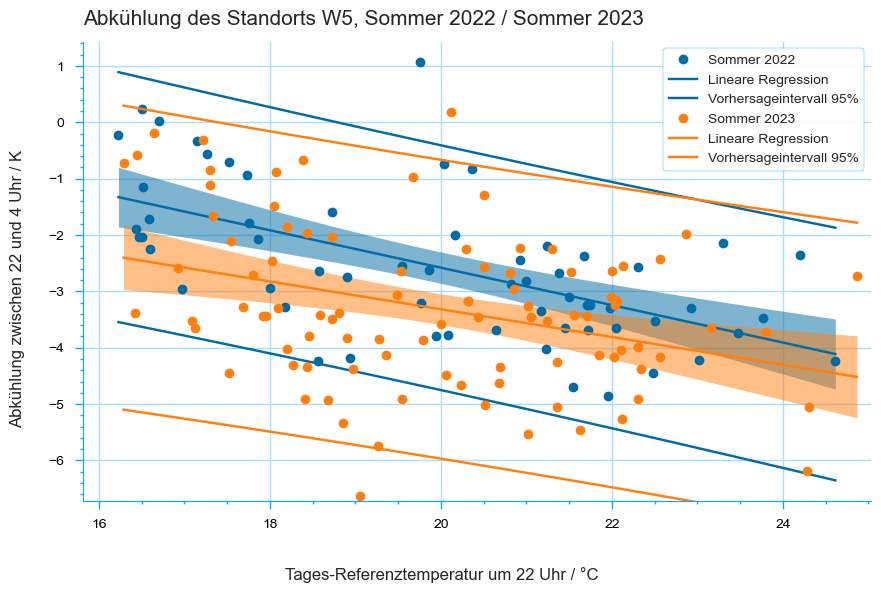 Abkühlung des Standorts W5, Sommer 2022 / Sommer 2023
Abkühlung zwischen 22 und 4 Uhr / K
1
0
−1
−2
−3
−4
−5
−6
Sommer 2022
Lineare Regression
Vorhersageintervall 95%
Sommer 2023
Lineare Regression
Vorhersageintervall 95%
16
18
20
22
24
Tages-Referenztemperatur um 22 Uhr / °C